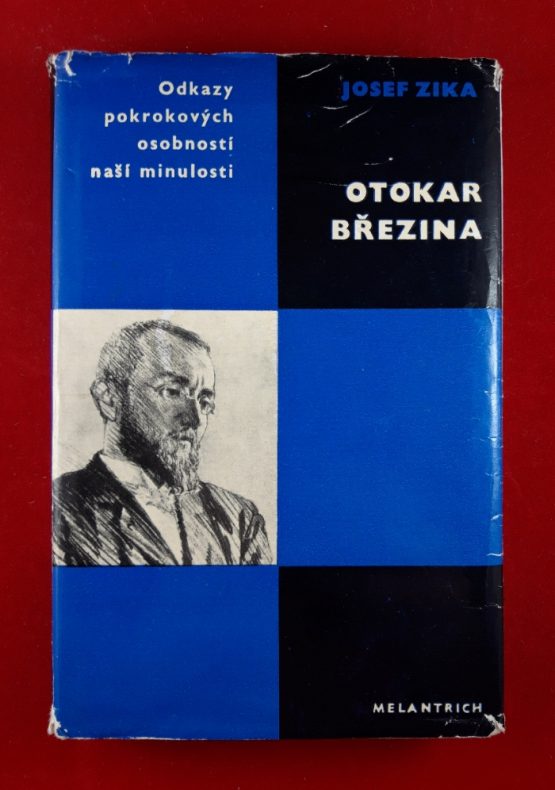 Odkazy
pokrokových
osobností
naší minulosti
JOSEF ZIKA
OTOKAR
BŘEZINA
MELANTRICH